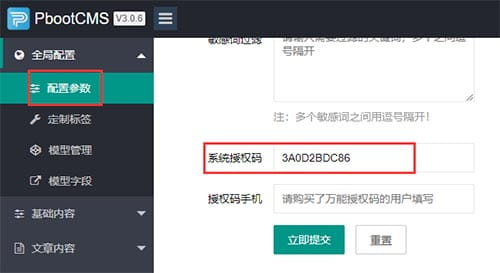 PbootCMS V3.0.6
全局配置
配置参数
定制标签
模型管理
模型字段
基础内容
文章内容
敏感词过滤
请输入需要过滤的关键词，多个之间用逗号隔开
注：多个敏感词之间用逗号隔开！
系统授权码 3A0D2BDC86
授权码手机 请购买了万能授权码的用户填写
立即提交 重置